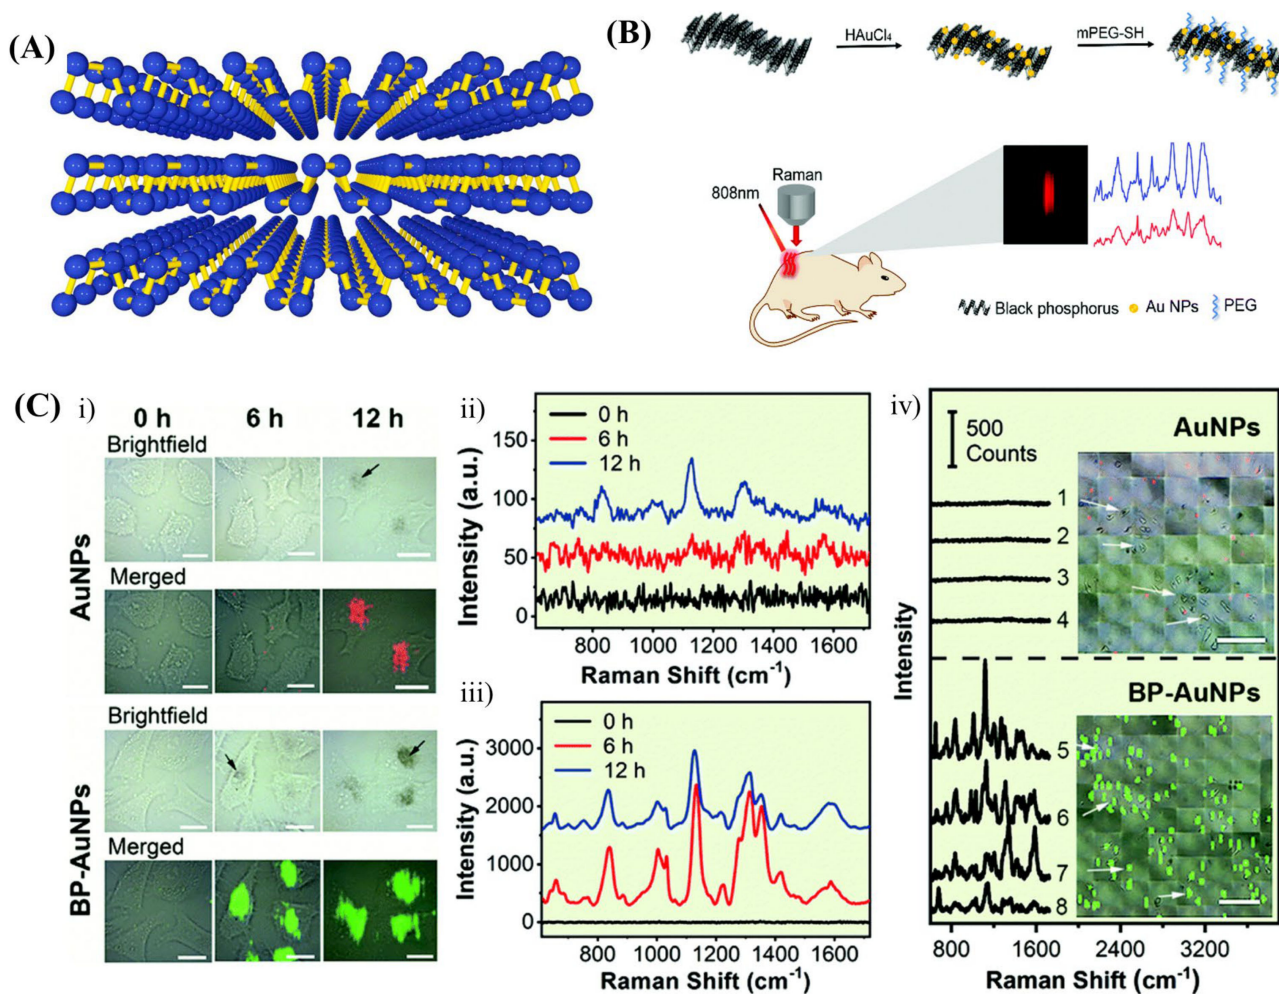 (A)
(B)
HAuCl₄
mPEG-SH
Raman
808nm
Black phosphorus
Au NPs
PEG
(C)
i)
0 h
6 h
12 h
AuNPs
Brightfield
Merged
BP-AuNPs
Brightfield
Merged
ii)
Intensity (a.u.)
150
100
50
0
0 h
6 h
12 h
800
1000
1200
1400
1600
Raman Shift (cm⁻¹)
iii)
Intensity (a.u.)
3000
2000
1000
0
0 h
6 h
12 h
800
1000
1200
1400
1600
Raman Shift (cm⁻¹)
iv)
Intensity
500
Counts
AuNPs
1
2
3
4
BP-AuNPs
5
6
7
8
800
1600
2400
3200
Raman Shift (cm⁻¹)